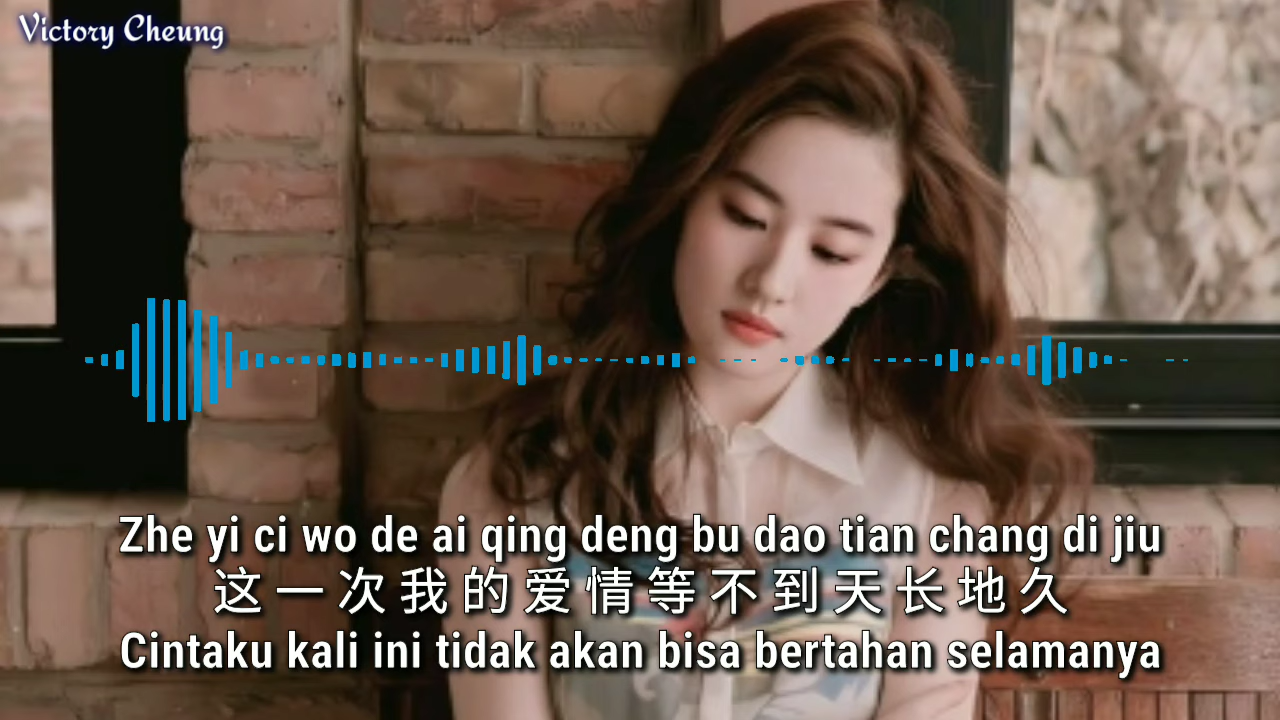 Victory Cheung
Zhe yi ci wo de ai qing deng bu dao tian chang di jiu
这一次我的爱情等不到天长地久
Cintaku kali ini tidak akan bisa bertahan selamanya